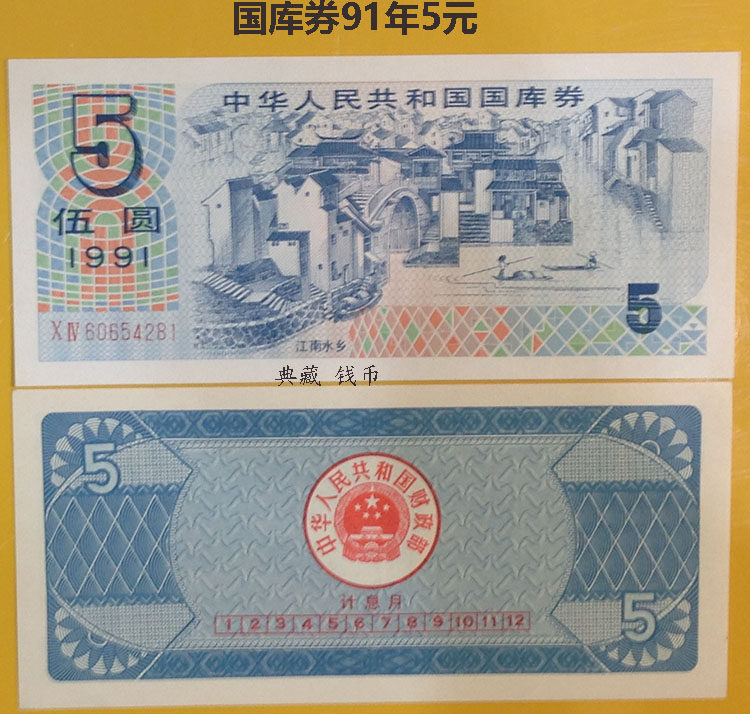 国库券91年5元
中华人民共和国国库券
5
伍圆
1991
XⅣ60654281
江南水乡
5
典藏 钱币
5
中华人民共和国财政部
计息月
1 2 3 4 5 6 7 8 9 10 11 12
5